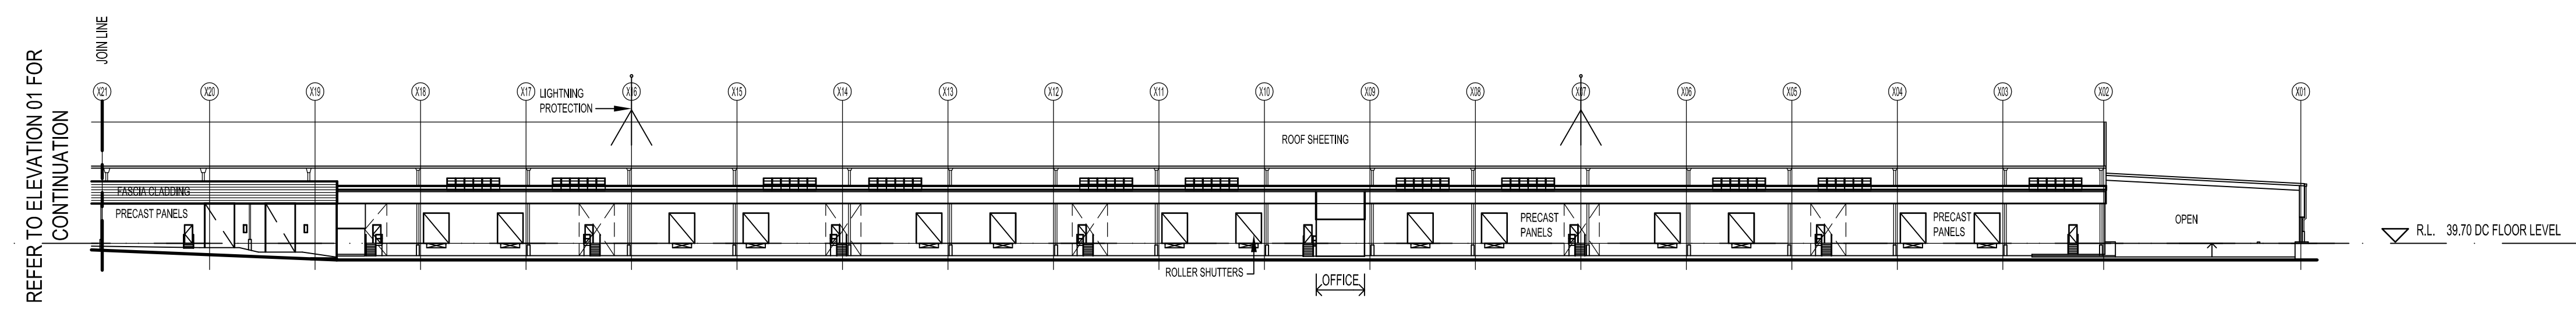 REFER TO ELEVATION 01 FOR
CONTINUATION
JOIN LINE
X21
X20
X19
X18
X17
LIGHTNING
PROTECTION
X16
X15
X14
X13
X12
X11
X10
X09
X08
X07
X06
X05
X04
X03
X02
X01
ROOF SHEETING
FASCIA CLADDING
PRECAST PANELS
PRECAST
PANELS
PRECAST
PANELS
OPEN
R.L. 39.70 DC FLOOR LEVEL
ROLLER SHUTTERS
OFFICE